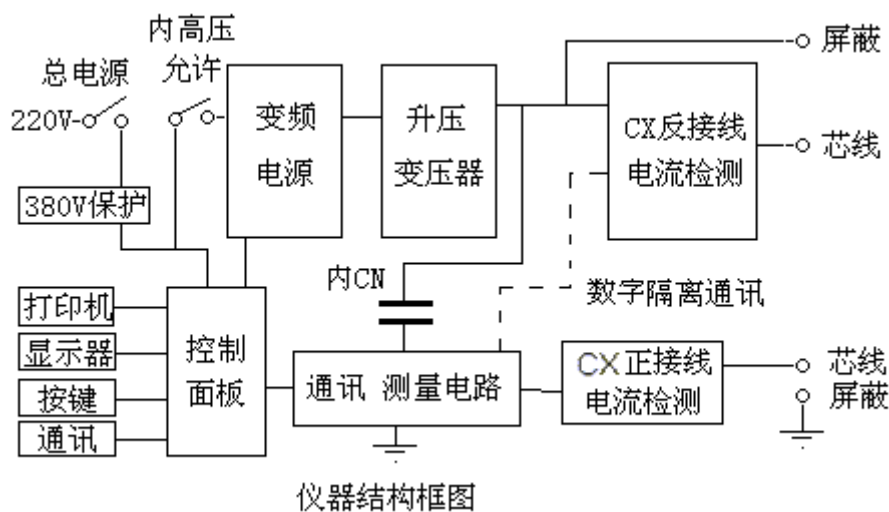 内高压
允许
总电源
220V
380V保护
变频
电源
升压
变压器
CX反接线
电流检测
屏蔽
芯线
内CN
数字隔离通讯
打印机
显示器
按键
通讯
控制
面板
通讯 测量电路
CX正接线
电流检测
芯线
屏蔽
仪器结构框图